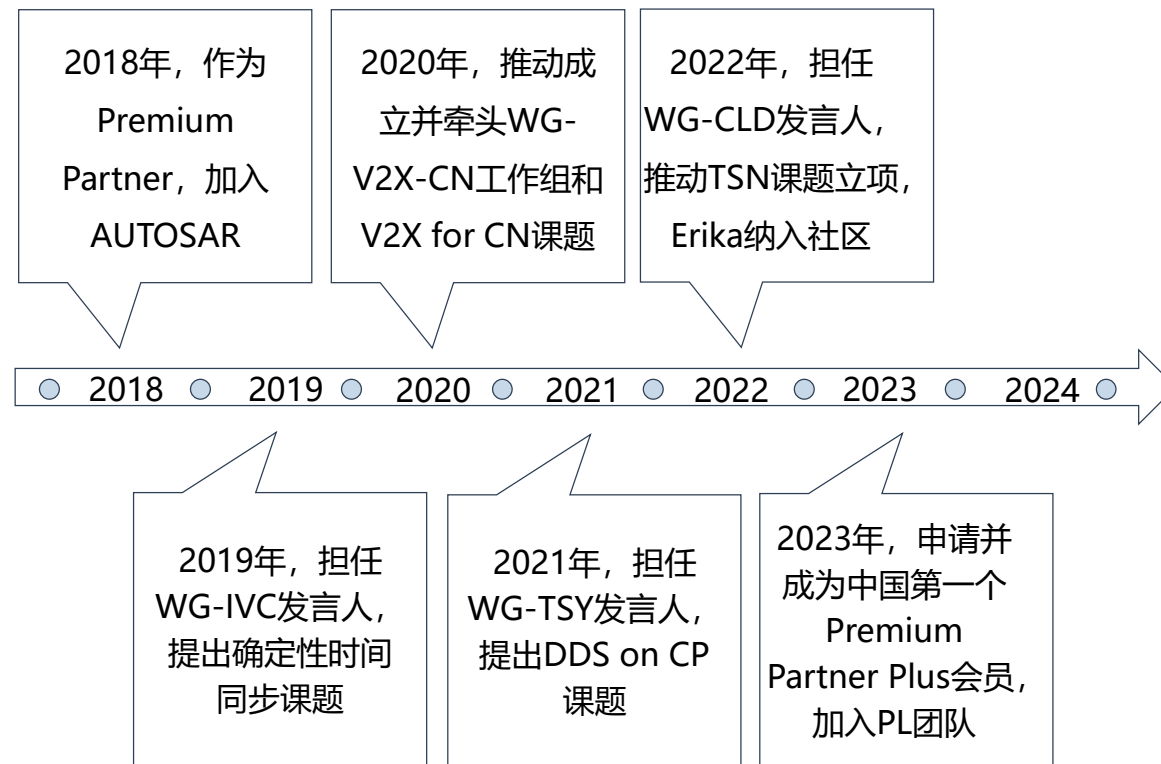 2018年，作为
Premium
Partner，加入
AUTOSAR
2020年，推动成
立并牵头WG-
V2X-CN工作组和
V2X for CN课题
2022年，担任
WG-CLD发言人，
推动TSN课题立项，
Erika纳入社区
2018 2019 2020 2021 2022 2023 2024
2019年，担任
WG-IVC发言人，
提出确定性时间
同步课题
2021年，担任
WG-TSY发言人，
提出DDS on CP
课题
2023年，申请并
成为中国第一个
Premium
Partner Plus会员，
加入PL团队